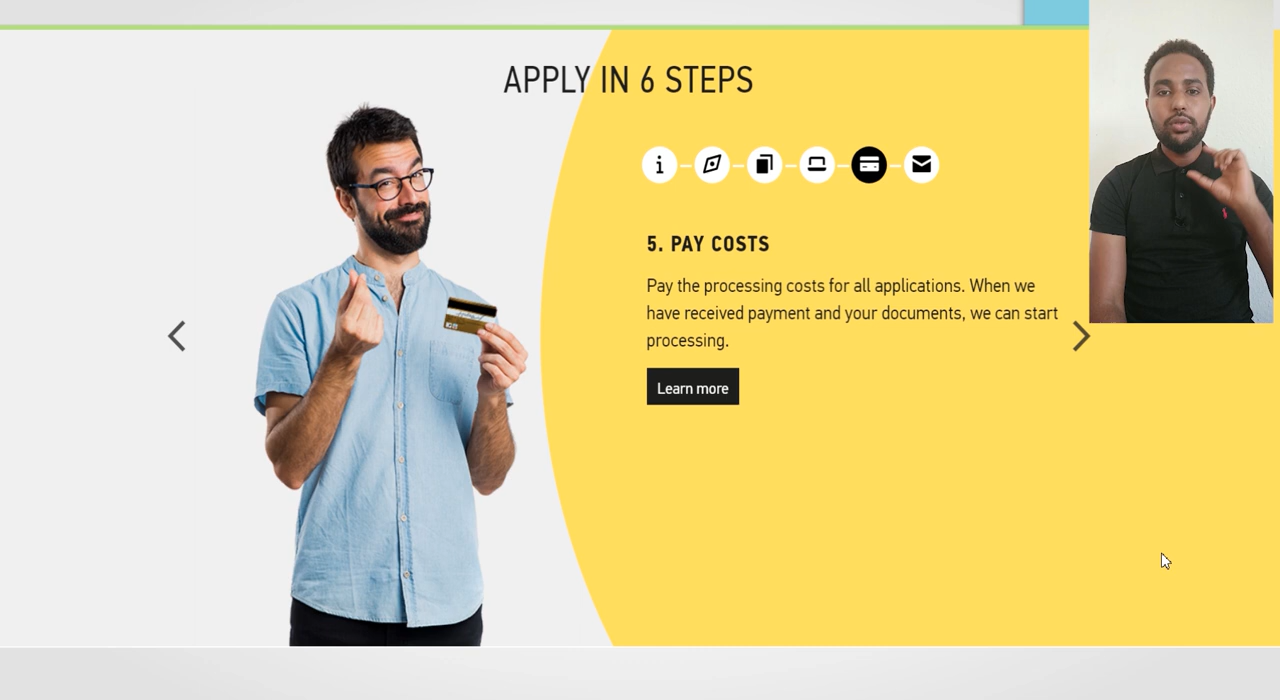 APPLY IN 6 STEPS
5. PAY COSTS
Pay the processing costs for all applications. When we
have received payment and your documents, we can start
processing.
Learn more